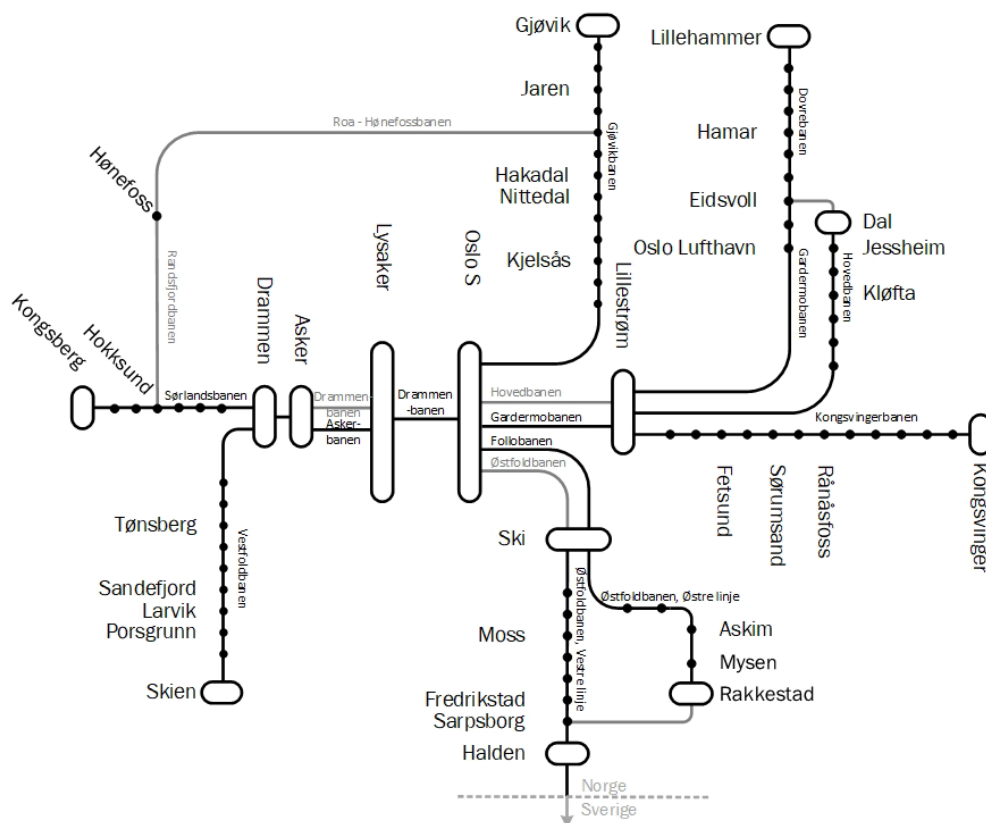 Gjøvik
Lillehammer
Jaren
Dovrebanen
Roa - Hønefossbanen
Gjøvikbanen
Hamar
Hønefoss
Hakadal
Nittedal
Eidsvoll
Dal
Lysaker
Oslo S
Kjelsås
Oslo Lufthavn
Jessheim
Randsfjordbanen
Lillestrøm
Gardermobanen
Hovedbanen
Kløfta
Kongsberg
Hokksund
Drammen
Asker
Sørlandsbanen
Drammen
banen
Asker-
banen
Drammen
-banen
Hovedbanen
Gardermobanen
Follobanen
Østfoldbanen
Kongsvingerbanen
Fetsund
Sørumsand
Rånåsfoss
Kongsvinger
Tønsberg
Vestfoldbanen
Ski
Sandefjord
Larvik
Porsgrunn
Østfoldbanen, Vestre linje
Østfoldbanen, Østre linje
Moss
Askim
Mysen
Skien
Fredrikstad
Sarpsborg
Rakkestad
Halden
Norge
Sverige